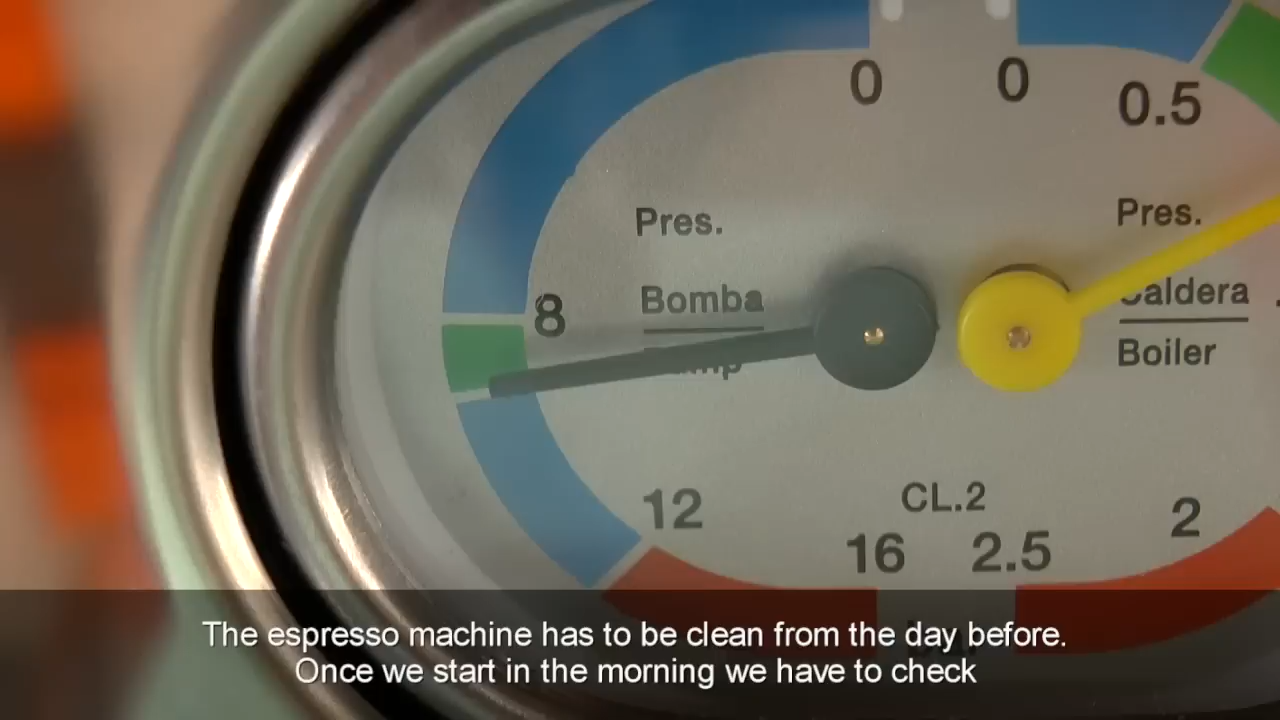 0 0
0.5
Pres. Pres.
8 Bomba
Boiler
12 CL.2 2
16 2.5
The espresso machine has to be clean from the day before.
Once we start in the morning we have to check